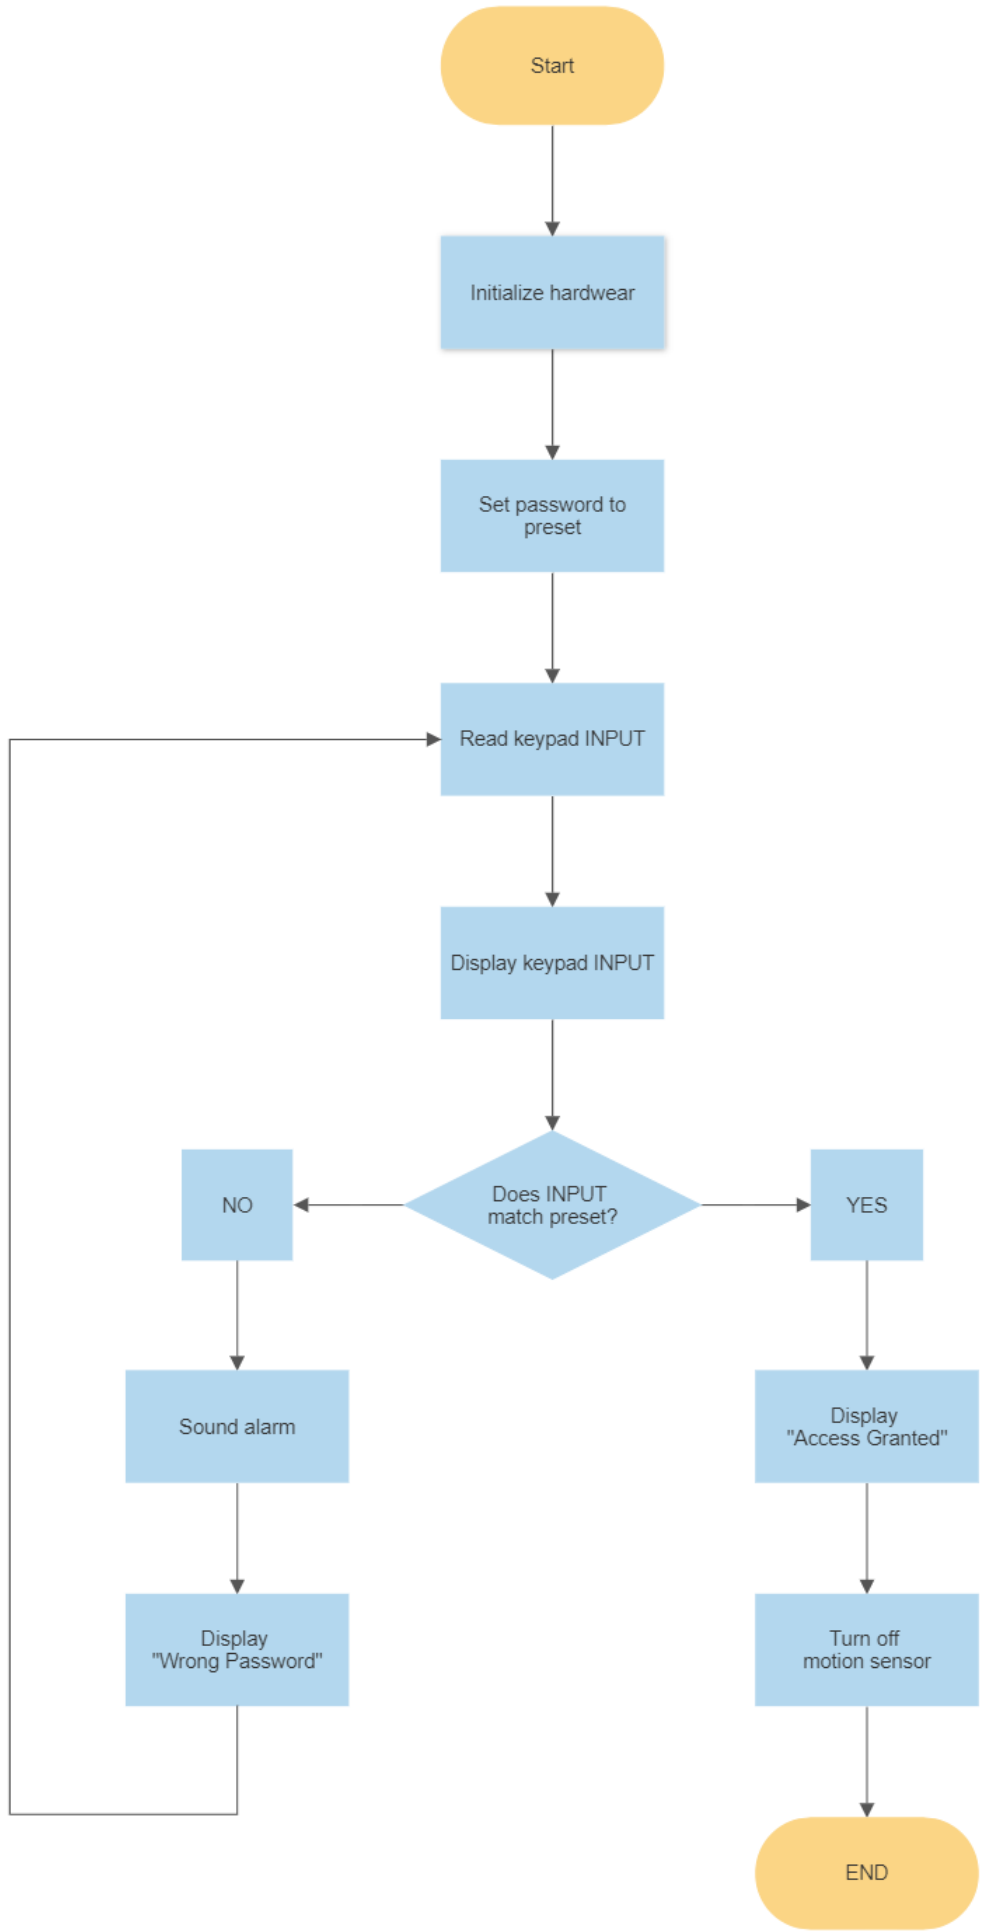 Start
Initialize hardwear
Set password to
preset
Read keypad INPUT
Display keypad INPUT
Does INPUT
match preset?
NO
YES
Sound alarm
Display
"Access Granted"
Display
"Wrong Password"
Turn off
motion sensor
END